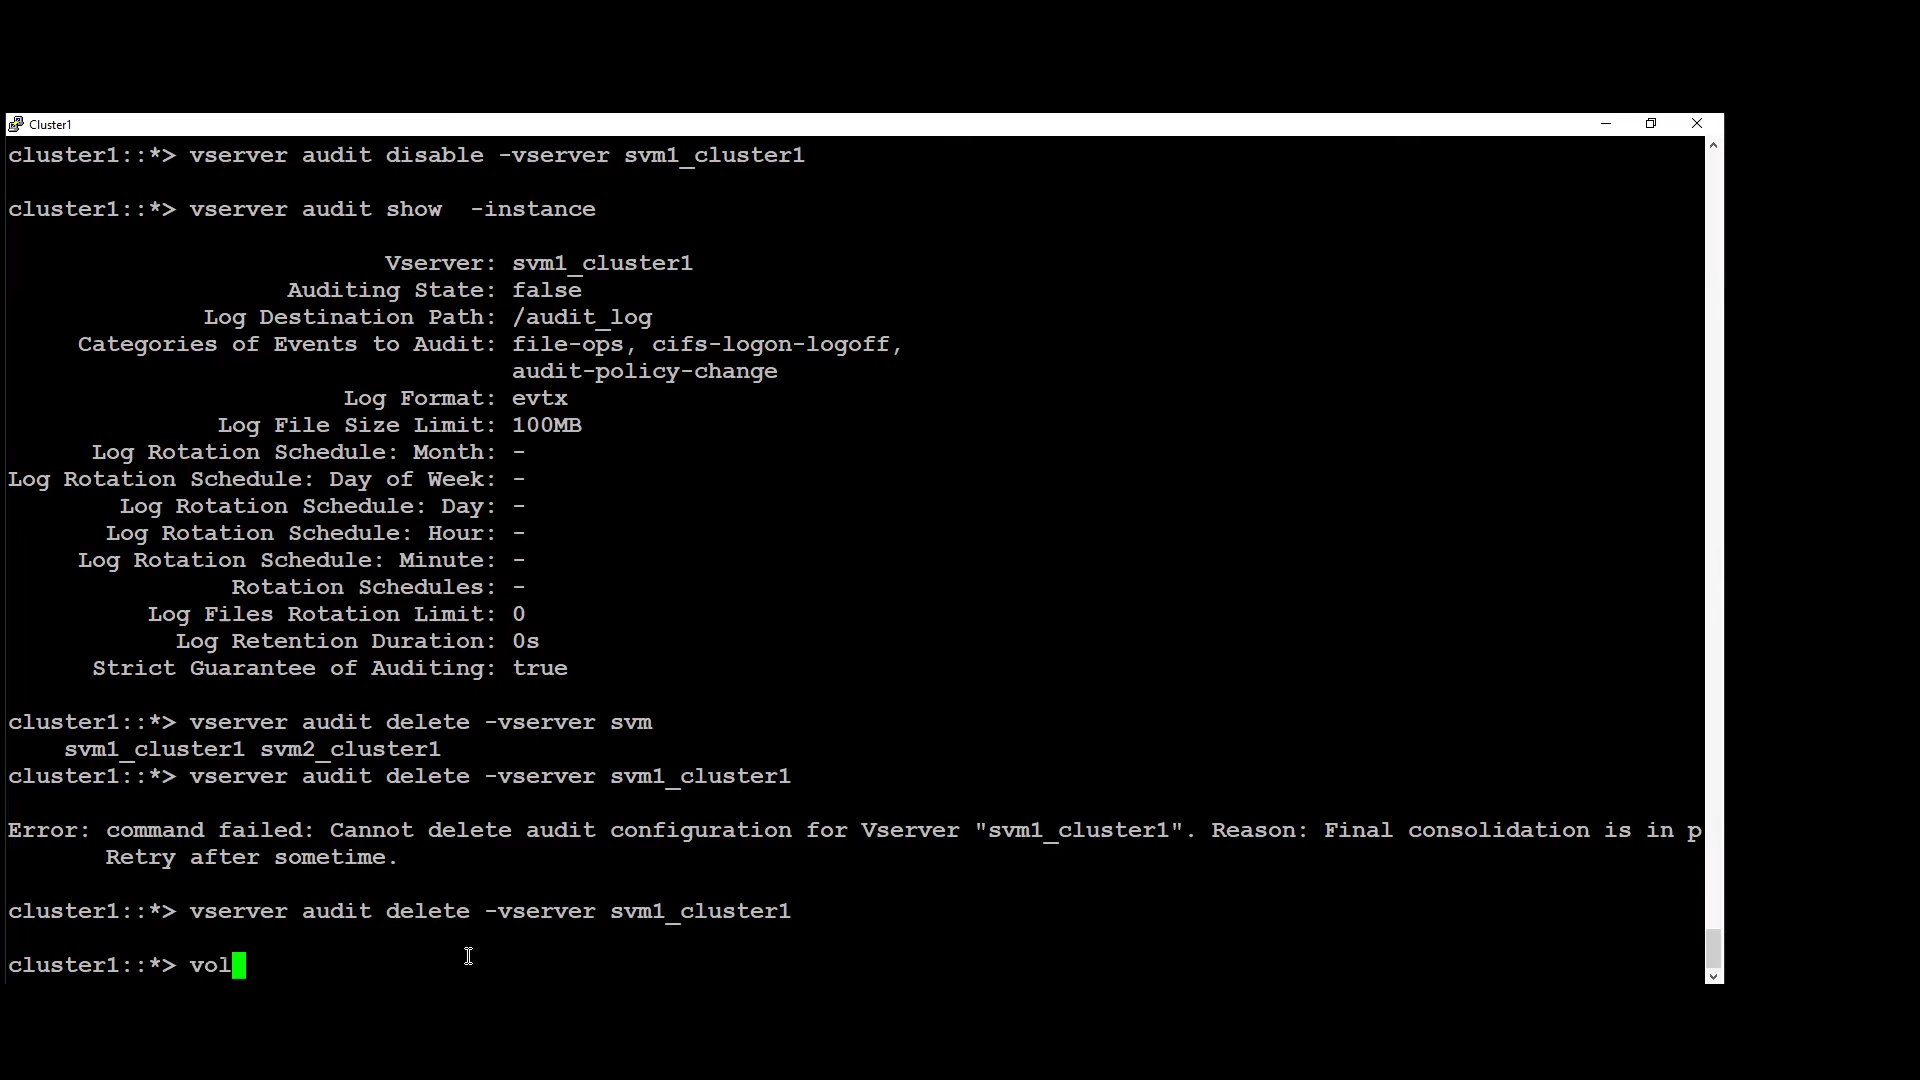 Cluster1
cluster1::*> vserver audit disable -vserver svm1_cluster1
cluster1::*> vserver audit show  -instance
Vserver: svm1_cluster1
Auditing State: false
Log Destination Path: /audit_log
Categories of Events to Audit: file-ops, cifs-logon-logoff,
audit-policy-change
Log Format: evtx
Log File Size Limit: 100MB
Log Rotation Schedule: Month: -
Log Rotation Schedule: Day of Week: -
Log Rotation Schedule: Day: -
Log Rotation Schedule: Hour: -
Log Rotation Schedule: Minute: -
Rotation Schedules: -
Log Files Rotation Limit: 0
Log Retention Duration: 0s
Strict Guarantee of Auditing: true
cluster1::*> vserver audit delete -vserver svm
svm1_cluster1 svm2_cluster1
cluster1::*> vserver audit delete -vserver svm1_cluster1
Error: command failed: Cannot delete audit configuration for Vserver "svm1_cluster1". Reason: Final consolidation is in p
Retry after sometime.
cluster1::*> vserver audit delete -vserver svm1_cluster1
cluster1::*> vol